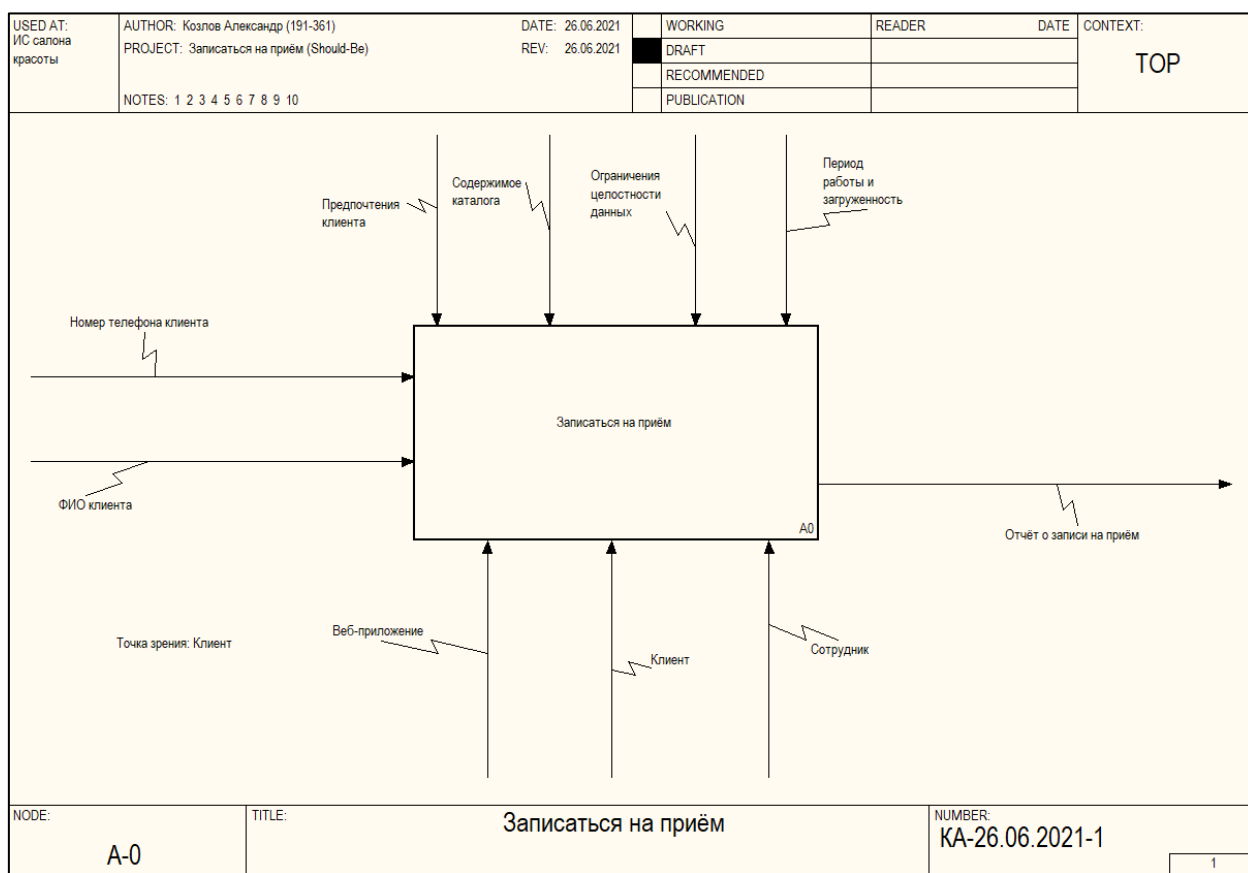 USED AT:
ИС салона
красоты
AUTHOR: Козлов Александр (191-361)
DATE: 26.06.2021
PROJECT: Записаться на приём (Should-Be)
REV: 26.06.2021
NOTES: 1 2 3 4 5 6 7 8 9 10
WORKING
DRAFT
RECOMMENDED
PUBLICATION
READER
DATE
CONTEXT:
TOP
Предпочтения
клиента
Содержимое
каталога
Ограничения
целостности
данных
Период
работы и
загруженность
Номер телефона клиента
Записаться на приём
ФИО клиента
A0
Отчёт о записи на приём
Точка зрения: Клиент
Веб-приложение
Клиент
Сотрудник
NODE:
A-0
TITLE:
Записаться на приём
NUMBER:
КА-26.06.2021-1
1